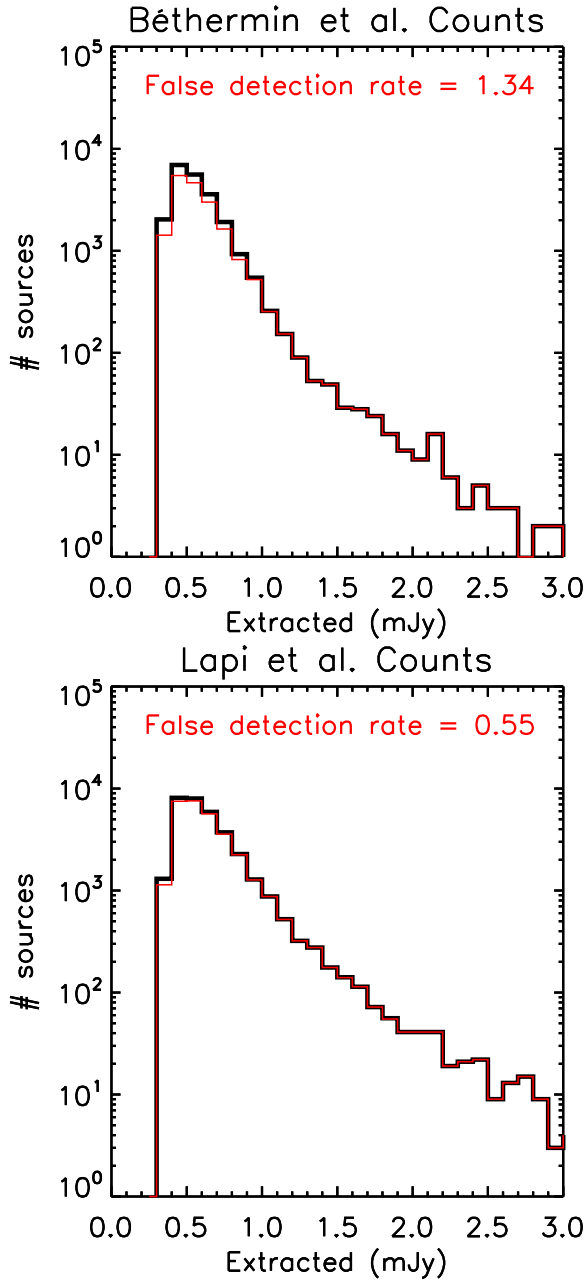 Béthermin et al. Counts
False detection rate = 1.34
10^5
10^4
10^3
10^2
10^1
10^0
# sources
0.0 0.5 1.0 1.5 2.0 2.5 3.0
Extracted (mJy)
Lapi et al. Counts
False detection rate = 0.55
10^5
10^4
10^3
10^2
10^1
10^0
# sources
0.0 0.5 1.0 1.5 2.0 2.5 3.0
Extracted (mJy)